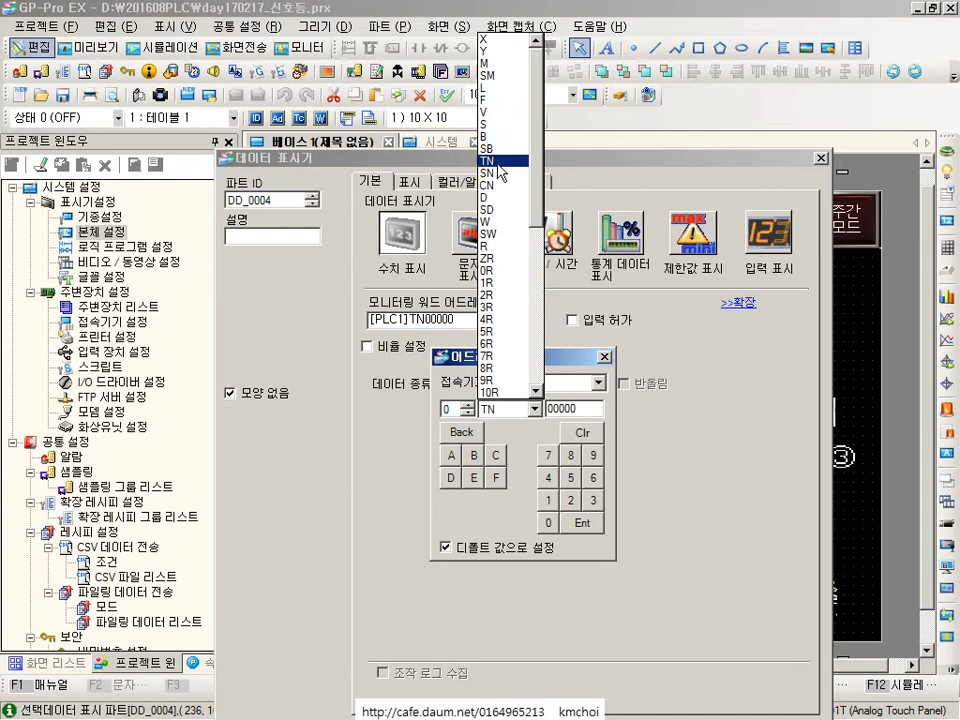 GP-Pro EX - D:\201608PLC\day170217_신호등.prx
프로젝트 (F) 편집 (E) 표시 (V) 공통 설정 (R) 그리기 (D) 파트 (P) 화면 (S) 화면 캡처 (C) 도움말 (H)
편집 미리보기 시뮬레이션 화면전송 모니터
상태 0 (OFF) 1 : 테이블 1 1 ) 10 X 10
프로젝트 윈도우
베이스 1(제목 없음) 시스템
시스템 설정
표시기설정
기종설정
본체 설정
로직 프로그램 설정
비디오 / 동영상 설정
글꼴 설정
주변장치 설정
주변장치 리스트
접속기기 설정
프린터 설정
입력 장치 설정
스크립트
I/O 드라이버 설정
FTP 서버 설정
모뎀 설정
화상유닛 설정
공통 설정
알람
샘플링
샘플링 그룹 리스트
확장 레시피 설정
확장 레시피 그룹 리스트
레시피 설정
CSV 데이터 전송
조건
CSV 파일 리스트
파일링 데이터 전송
모드
파일링 데이터 리스트
보안
화면 리스트 프로젝트 윈
데이터 표시기
파트 ID
DD_0004
설명
모양 없음
기본 표시 컬러/알
데이터 표시기
수치 표시
통계 데이터 표시
제한값 표시
입력 표시
모니터링 워드 어드레
[PLC1]TN00000
>>확장
입력 허가
비율 설정
데이터 종류
반올림
접속기
0 TN 00000
Back Clr
A B C 7 8 9
D E F 4 5 6
1 2 3
0 Ent
디폴트 값으로 설정
조작 로그 수집
X
Y
M
SM
L
F
V
S
B
SB
TN
SN
CN
D
SD
W
SW
R
ZR
0R
1R
2R
3R
4R
5R
6R
7R
8R
9R
10R
주간
모드
③
F1 매뉴얼 F2 문자... F3 F12 시뮬레...
선택데이터 표시 파트[DD_0004],( 236, 1
http://cafe.daum.net/0164965213 kmchoi
1T (Analog Touch Panel)